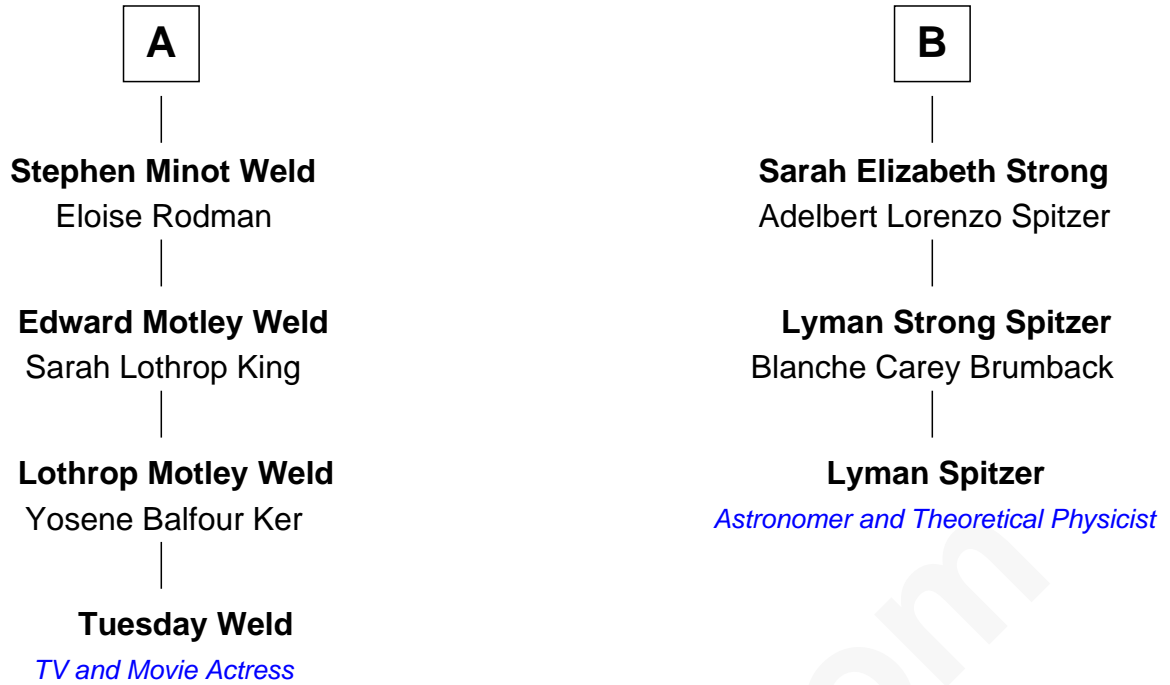 A
Stephen Minot Weld
Eloise Rodman
Edward Motley Weld
Sarah Lothrop King
Lothrop Motley Weld
Yosene Balfour Ker
Tuesday Weld
TV and Movie Actress
B
Sarah Elizabeth Strong
Adelbert Lorenzo Spitzer
Lyman Strong Spitzer
Blanche Carey Brumback
Lyman Spitzer
Astronomer and Theoretical Physicist
om